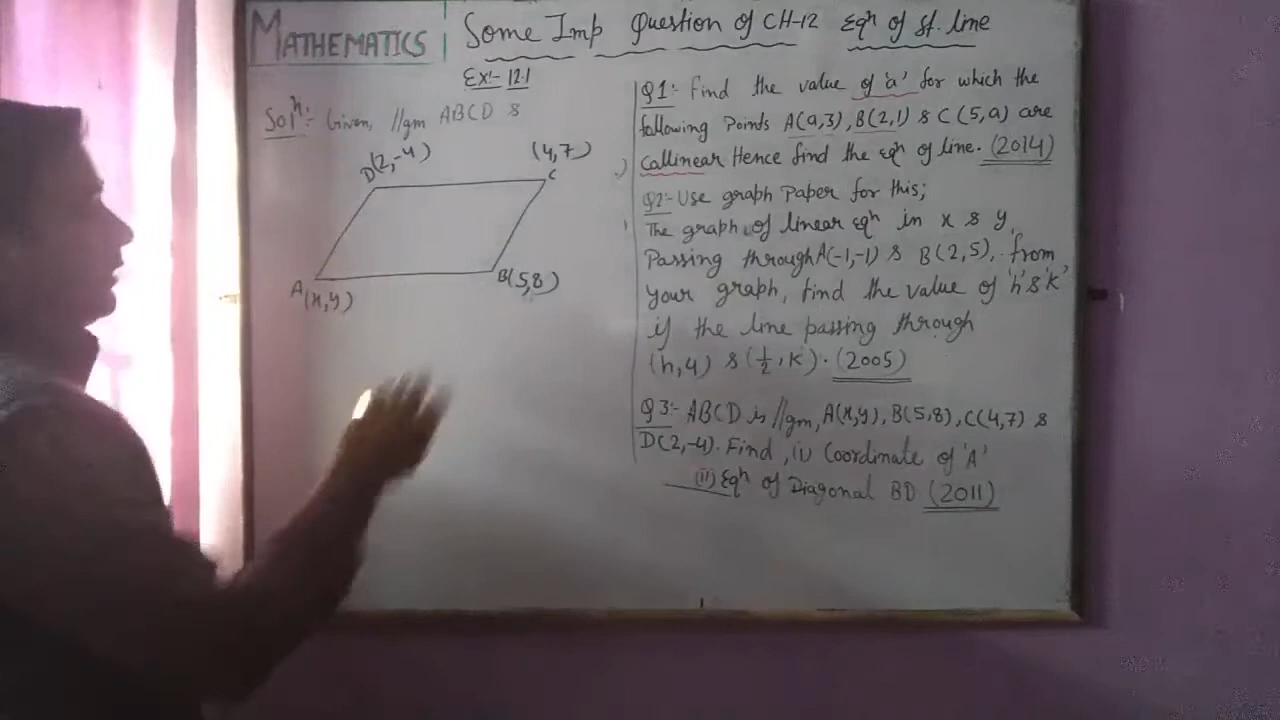 MATHEMATICS
Some Imp Question of CH-12 Eqn of St. line
Ex:- 12.1
Soln:- Given, //gm ABCD &
D(2,-4)
(4,7)
C
A(x,y)
B(5,8)
Q1:- Find the value of 'a' for which the
following Points A(a,3), B(2,1) & C(5,a) are
callinear Hence find the eqn of line. (2014)
Q2:- Use graph Paper for this;
The graph of linear eqn in x & y,
Passing through A(-1,-1) & B(2,5), from
your graph, find the value of 'h' & 'k'
if the line passing through
(h,4) & (1/2, K). (2005)
Q3:- ABCD is //gm, A(x,y), B(5,8), C(4,7) &
D(2,-4). Find, (i) Coordinate of 'A'
(ii) Eqn of Diagonal BD (2011)